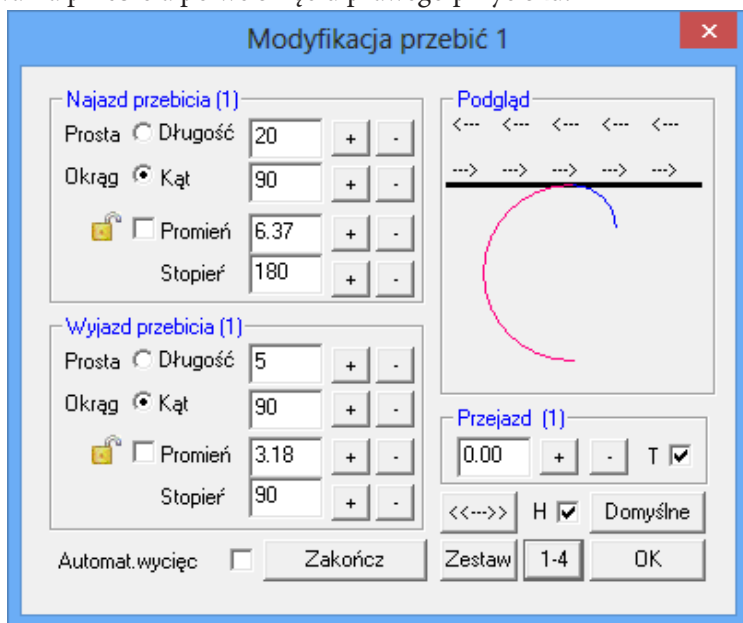 Modyfikacja przebić 1
Najazd przebicia (1)
Prosta Długość 20 + -
Okrąg Kąt 90 + -
Promień 6.37 + -
Stopier 180 + -
Wyjazd przebicia (1)
Prosta Długość 5 + -
Okrąg Kąt 90 + -
Promień 3.18 + -
Stopier 90 + -
Automat.wycięc Zakończ
Podgląd
<--- <--- <--- <--- <---
---> ---> ---> ---> --->
Przejazd (1)
0.00 + - T
<<--->> H Domyślne
Zestaw 1-4 OK